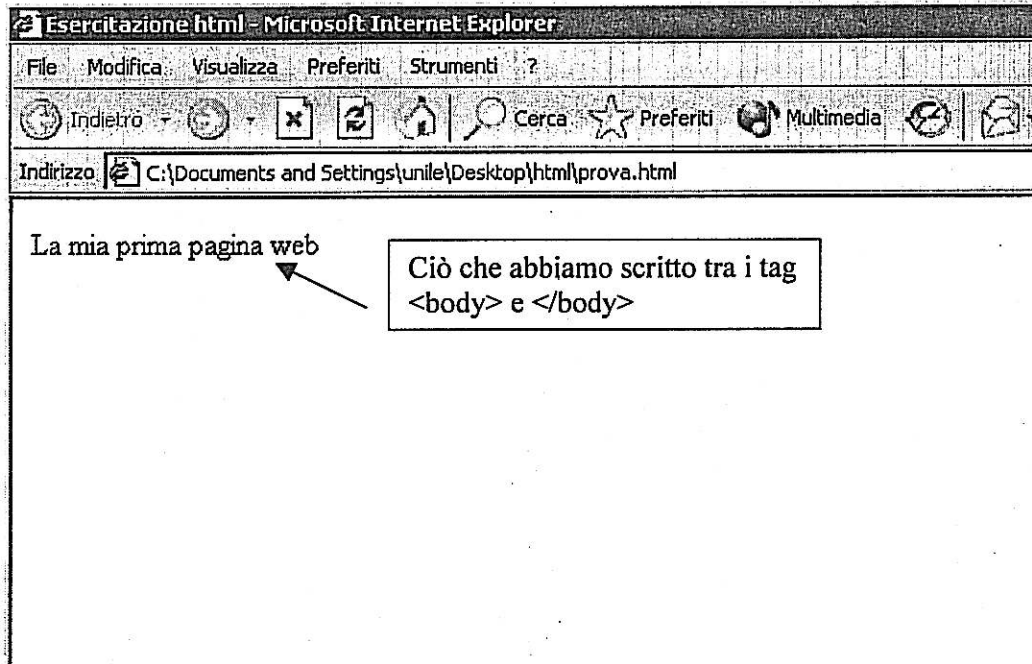 Esercitazione html - Microsoft Internet Explorer
File Modifica Visualizza Preferiti Strumenti ?
Indietro Cerca Preferiti Multimedia
Indirizzo C:\Documents and Settings\unile\Desktop\html\prova.html
La mia prima pagina web
Ciò che abbiamo scritto tra i tag
<body> e </body>